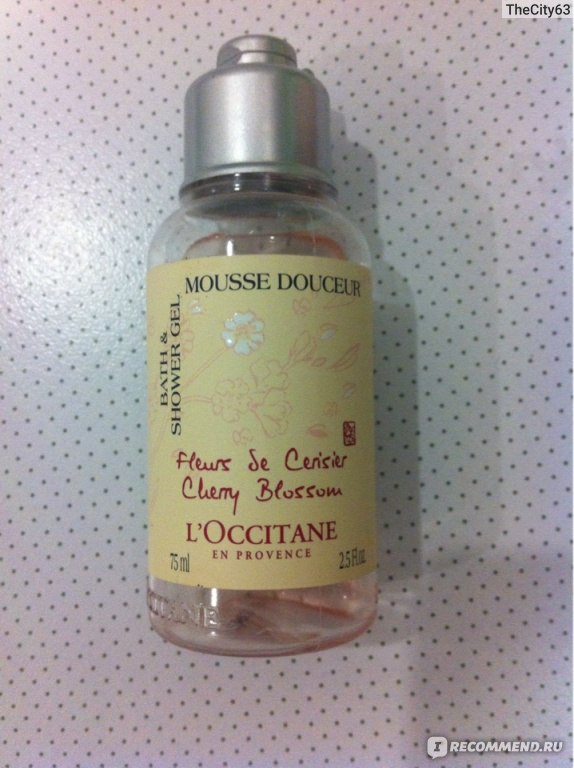 TheCity63
MOUSSE DOUCEUR
BATH &
SHOWER GEL
Fleurs de Cerisier
Cherry Blossom
L'OCCITANE
EN PROVENCE
75 ml
2.5 Fl.oz.
IRECOMMEND.RU